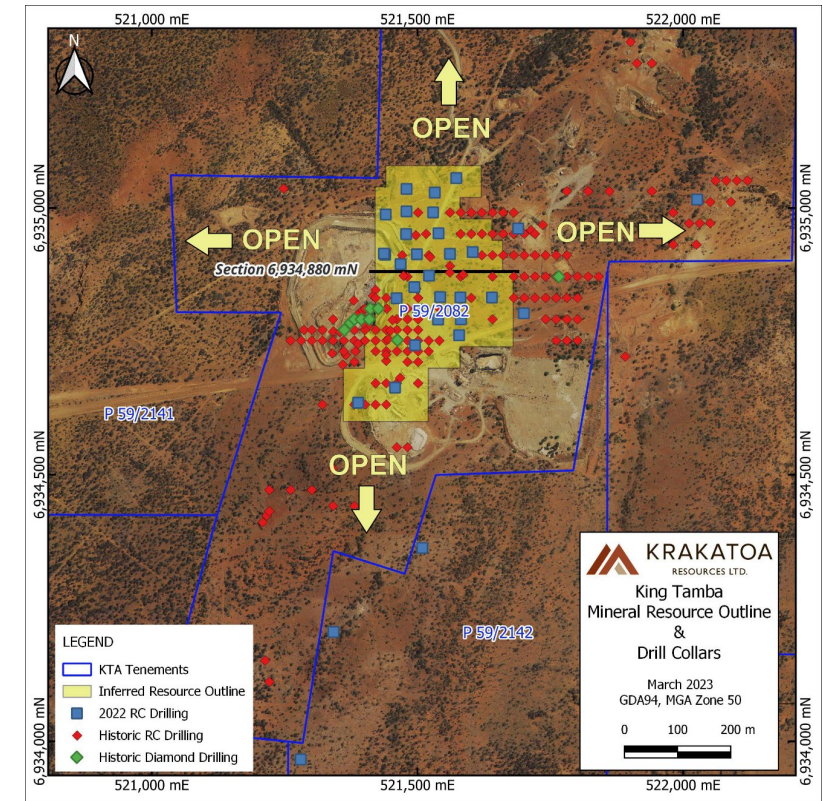 521,000 mE
521,500 mE
522,000 mE
N
OPEN
6,935,000 mN
6,935,000 mN
OPEN
OPEN
Section 6,934,880 mN
P 59/2082
P 59/2141
OPEN
6,934,500 mN
6,934,500 mN
P 59/2142
KRAKATOA
RESOURCES LTD.
King Tamba
Mineral Resource Outline
&
Drill Collars
March 2023
GDA94, MGA Zone 50
0 100 200 m
LEGEND
KTA Tenements
Inferred Resource Outline
2022 RC Drilling
Historic RC Drilling
Historic Diamond Drilling
6,934,000 mN
6,934,000 mN
521,000 mE
521,500 mE
522,000 mE